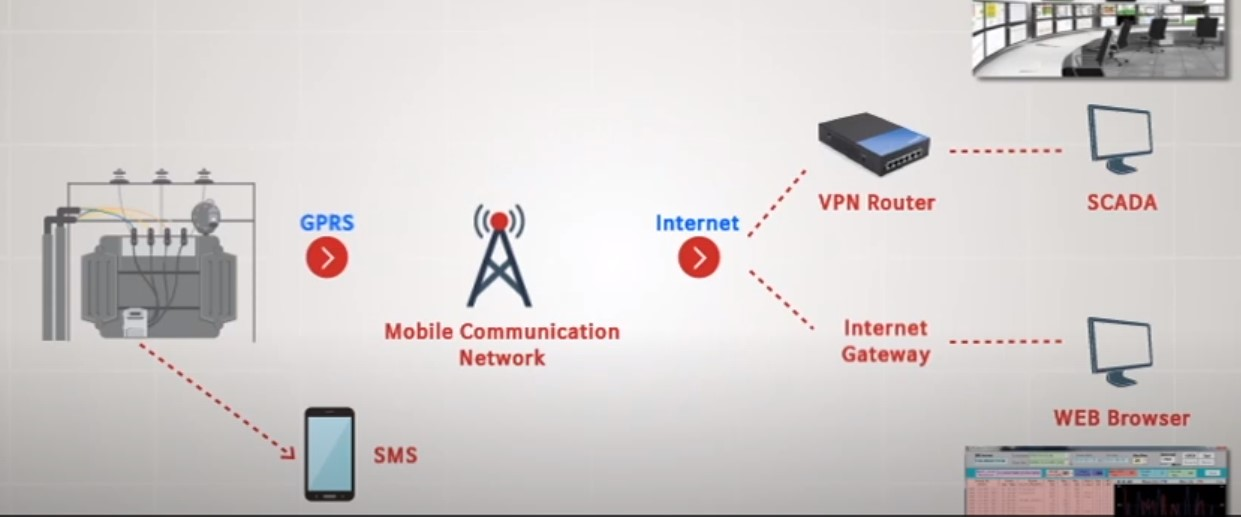 GPRS
Mobile Communication
Network
SMS
Internet
VPN Router
SCADA
Internet
Gateway
WEB Browser